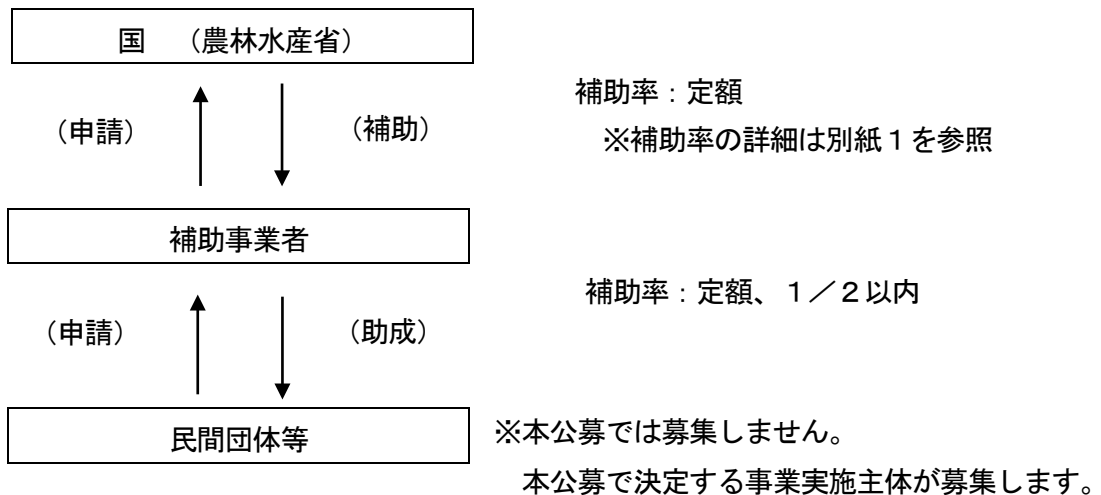 国　（農林水産省）
補助率：定額
（申請）
（補助）
※補助率の詳細は別紙１を参照
補助事業者
補助率：定額、１／２以内
（申請）
（助成）
民間団体等
※本公募では募集しません。
本公募で決定する事業実施主体が募集します。